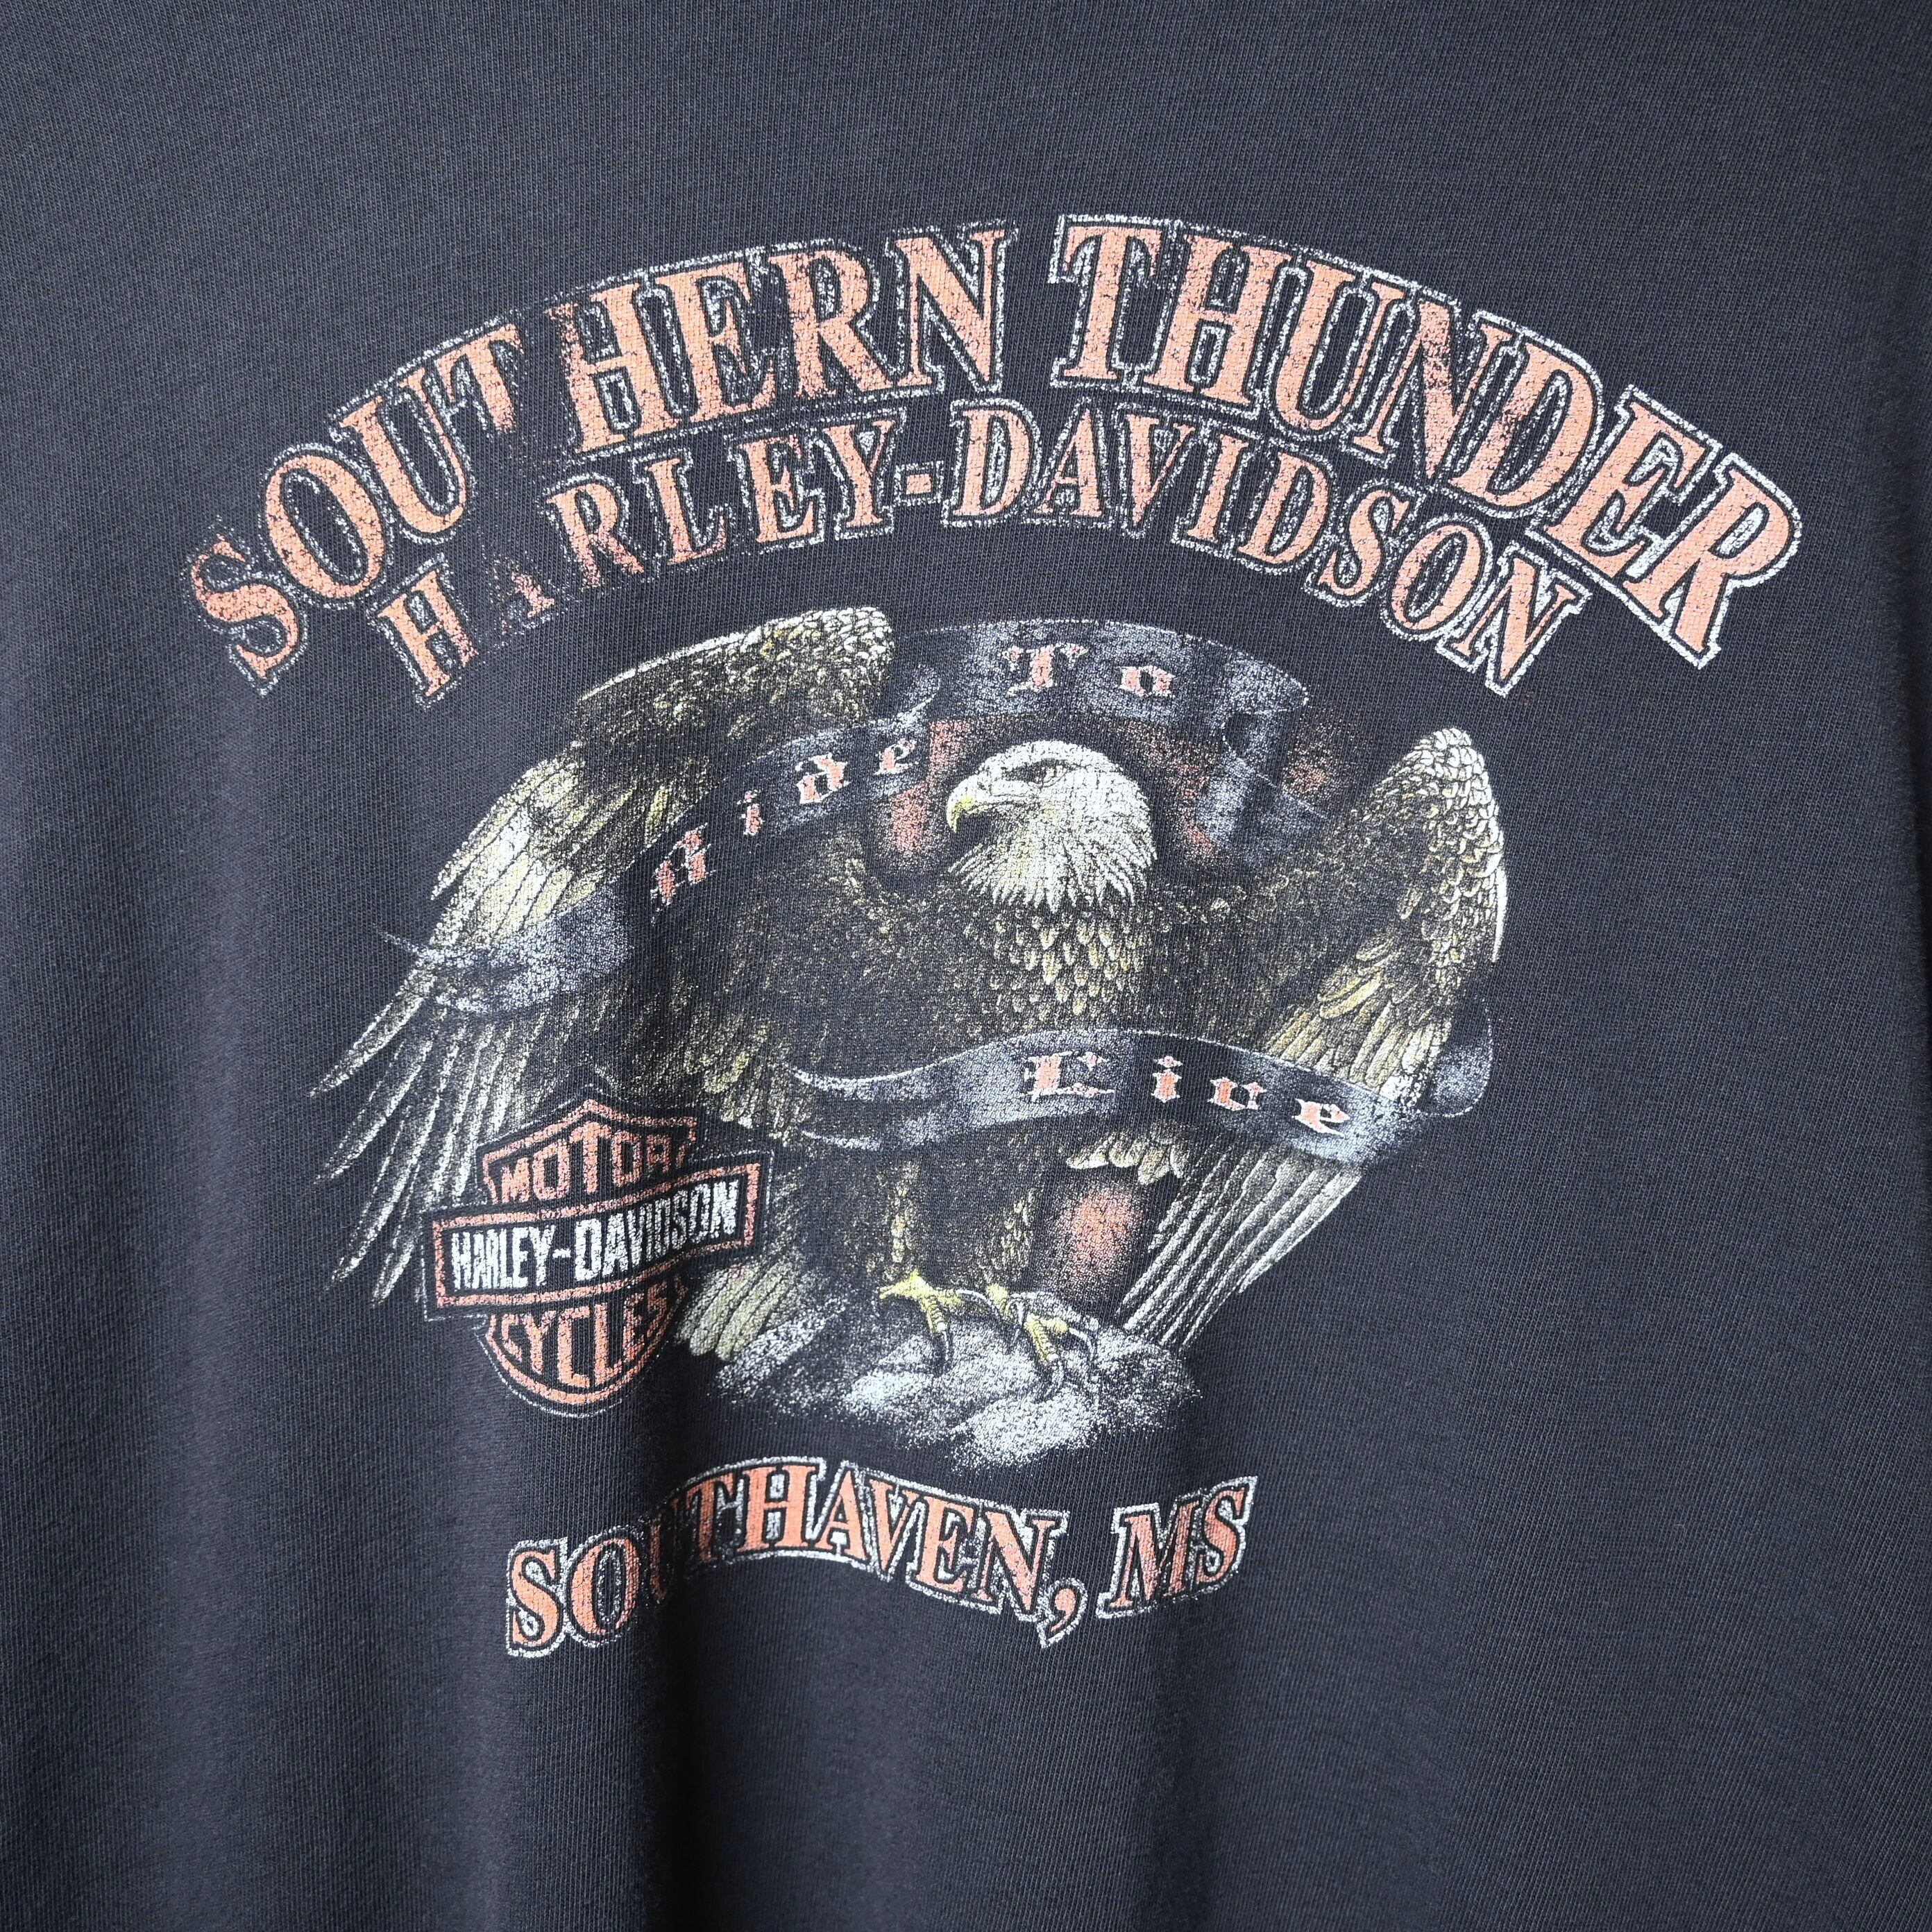 SOUTHERN THUNDER
HARLEY-DAVIDSON
Ride To
Live
MOTOR
HARLEY-DAVIDSON
CYCLES
SOUTHAVEN, MS